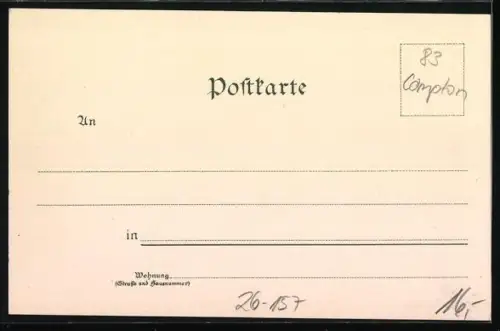 83
Compton
Postkarte
An
in
Wohnung
(Straße und Hausnummer)
26-157
16,-